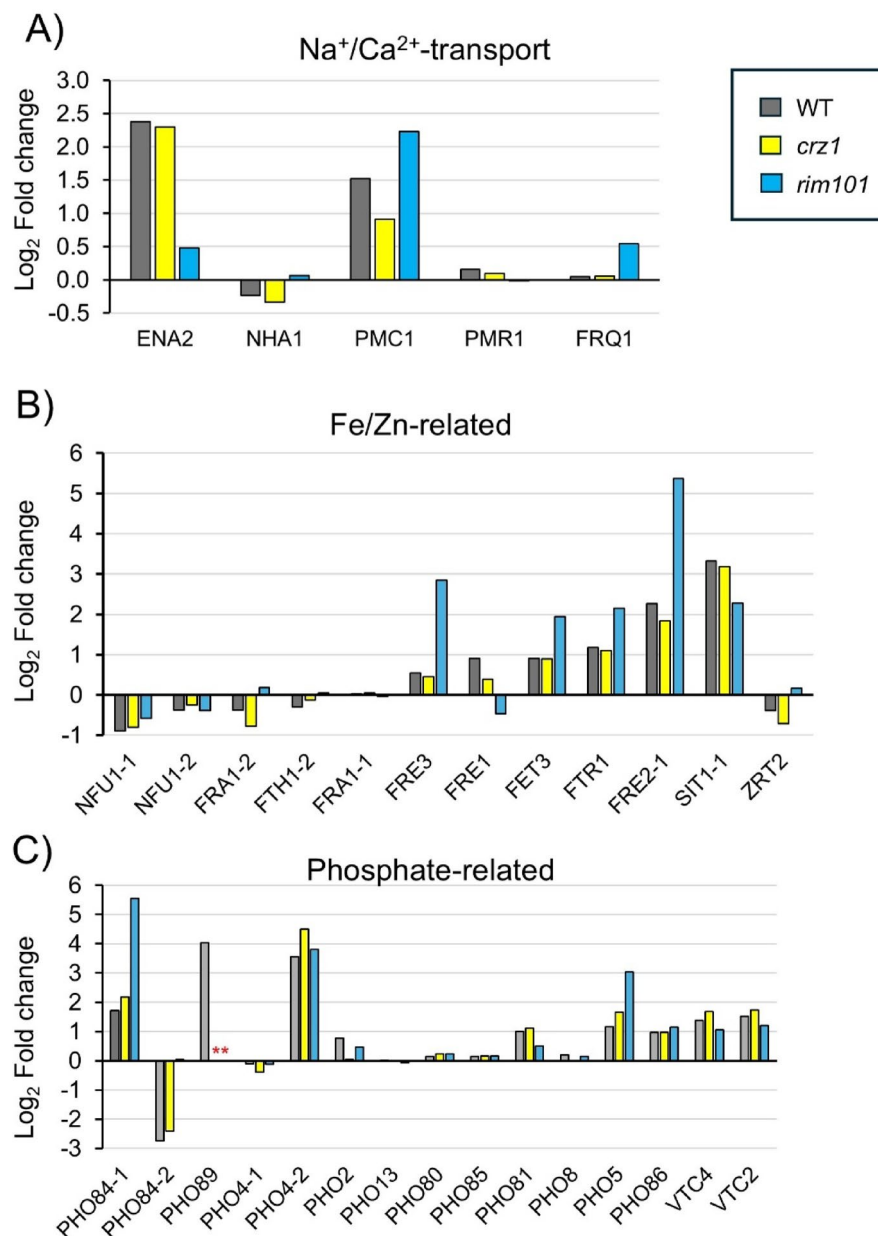 A)
Na⁺/Ca²⁺-transport
Log₂ Fold change
3.0
2.5
2.0
1.5
1.0
0.5
0.0
-0.5
ENA2 NHA1 PMC1 PMR1 FRQ1
WT
crz1
rim101
B)
Fe/Zn-related
Log₂ Fold change
6
5
4
3
2
1
0
-1
NFU1-1 NFU1-2 FRA1-2 FTH1-2 FRA1-1 FRE3 FRE1 FET3 FTR1 FRE2-1 SIT1-1 ZRT2
C)
Phosphate-related
Log₂ Fold change
6
5
4
3
2
1
0
-1
-2
-3
**
PHO84-1 PHO84-2 PHO89 PHO4-1 PHO4-2 PHO2 PHO13 PHO80 PHO85 PHO81 PHO8 PHO5 PHO86 VTC4 VTC2